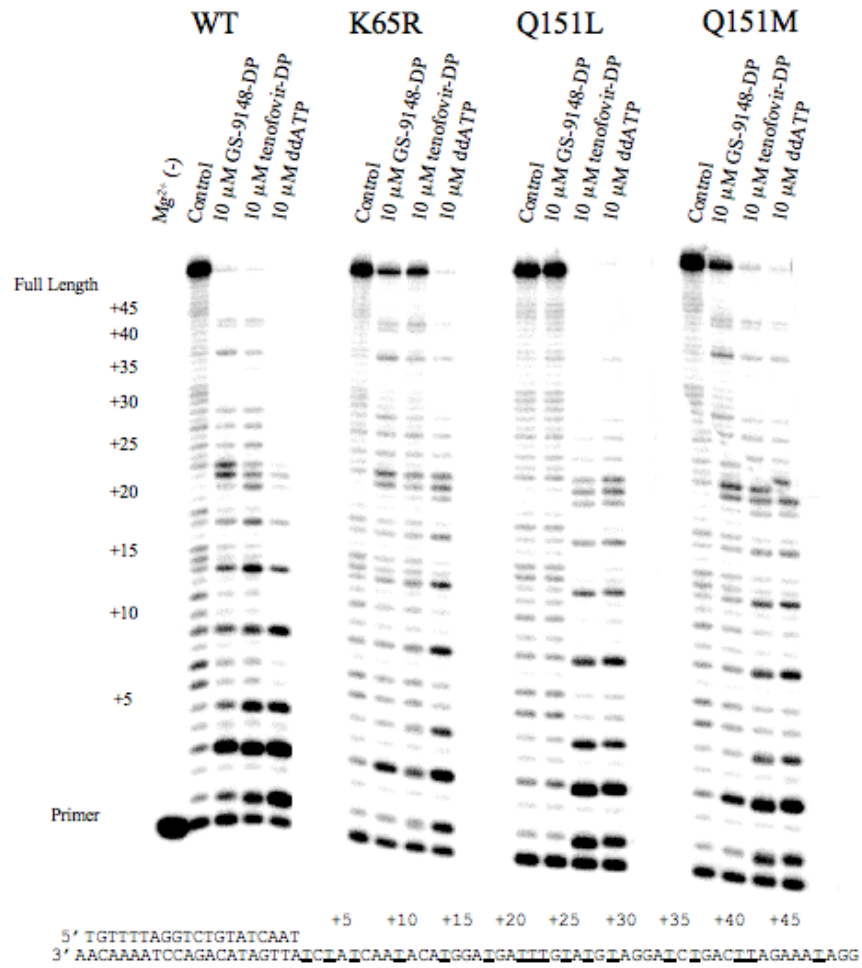 WT K65R Q151L Q151M
Mg²⁺ (-) Control 10 μM GS-9148-DP 10 μM tenofovir-DP 10 μM ddATP
Control 10 μM GS-9148-DP 10 μM tenofovir-DP 10 μM ddATP
Control 10 μM GS-9148-DP 10 μM tenofovir-DP 10 μM ddATP
Control 10 μM GS-9148-DP 10 μM tenofovir-DP 10 μM ddATP
Full Length
+45
+40
+35
+30
+25
+20
+15
+10
+5
Primer
+5 +10 +15 +20 +25 +30 +35 +40 +45
5' TGTTTTAGGTCTGTATCAAT
3' AACAAAATCCAGACATAGTTATCTATCAATACATGGATGATTTGTATGTAGGATCTGACTTAGAAATAGG